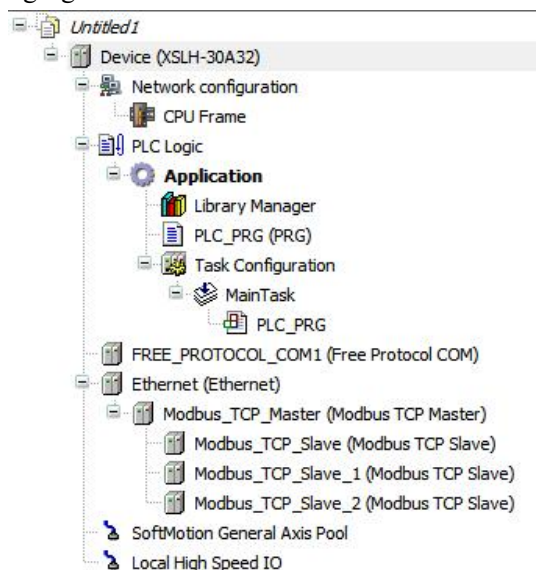 Untitled1
Device (XSLH-30A32)
Network configuration
CPU Frame
PLC Logic
Application
Library Manager
PLC_PRG (PRG)
Task Configuration
MainTask
PLC_PRG
FREE_PROTOCOL_COM1 (Free Protocol COM)
Ethernet (Ethernet)
Modbus_TCP_Master (Modbus TCP Master)
Modbus_TCP_Slave (Modbus TCP Slave)
Modbus_TCP_Slave_1 (Modbus TCP Slave)
Modbus_TCP_Slave_2 (Modbus TCP Slave)
SoftMotion General Axis Pool
Local High Speed IO